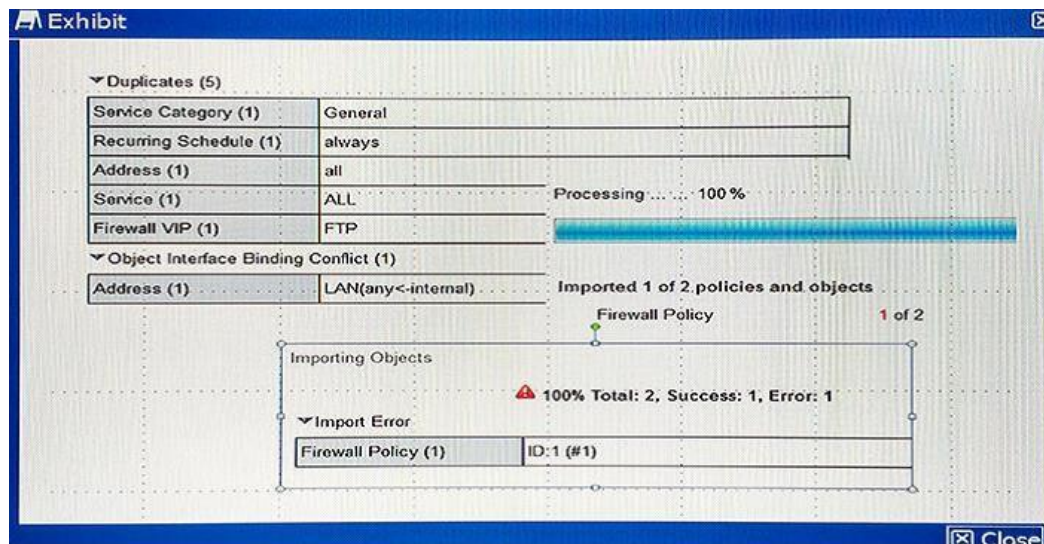 Exhibit
Duplicates (5)
Service Category (1) General
Recurring Schedule (1) always
Address (1) all
Service (1) ALL
Firewall VIP (1) FTP
Processing ... ... 100 %
Object Interface Binding Conflict (1)
Address (1) LAN(any<-internal)
Imported 1 of 2 policies and objects
Firewall Policy 1 of 2
Importing Objects
100% Total: 2, Success: 1, Error: 1
Import Error
Firewall Policy (1) ID:1 (#1)
Close